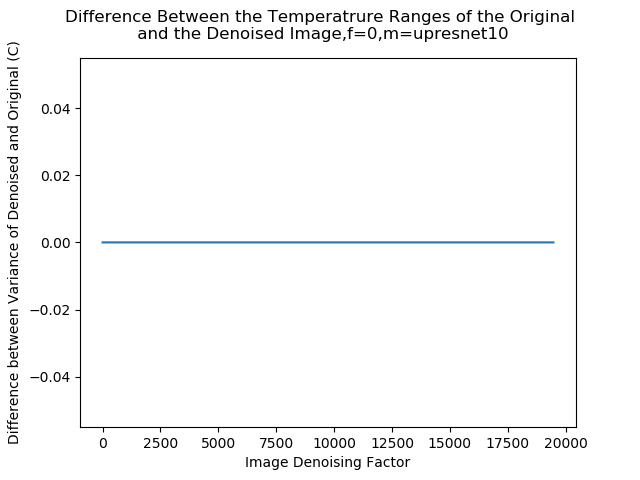 Difference Between the Temperatrure Ranges of the Original
and the Denoised Image,f=0,m=upresnet10
Difference between Variance of Denoised and Original (C)
0.04
0.02
0.00
−0.02
−0.04
0 2500 5000 7500 10000 12500 15000 17500 20000
Image Denoising Factor